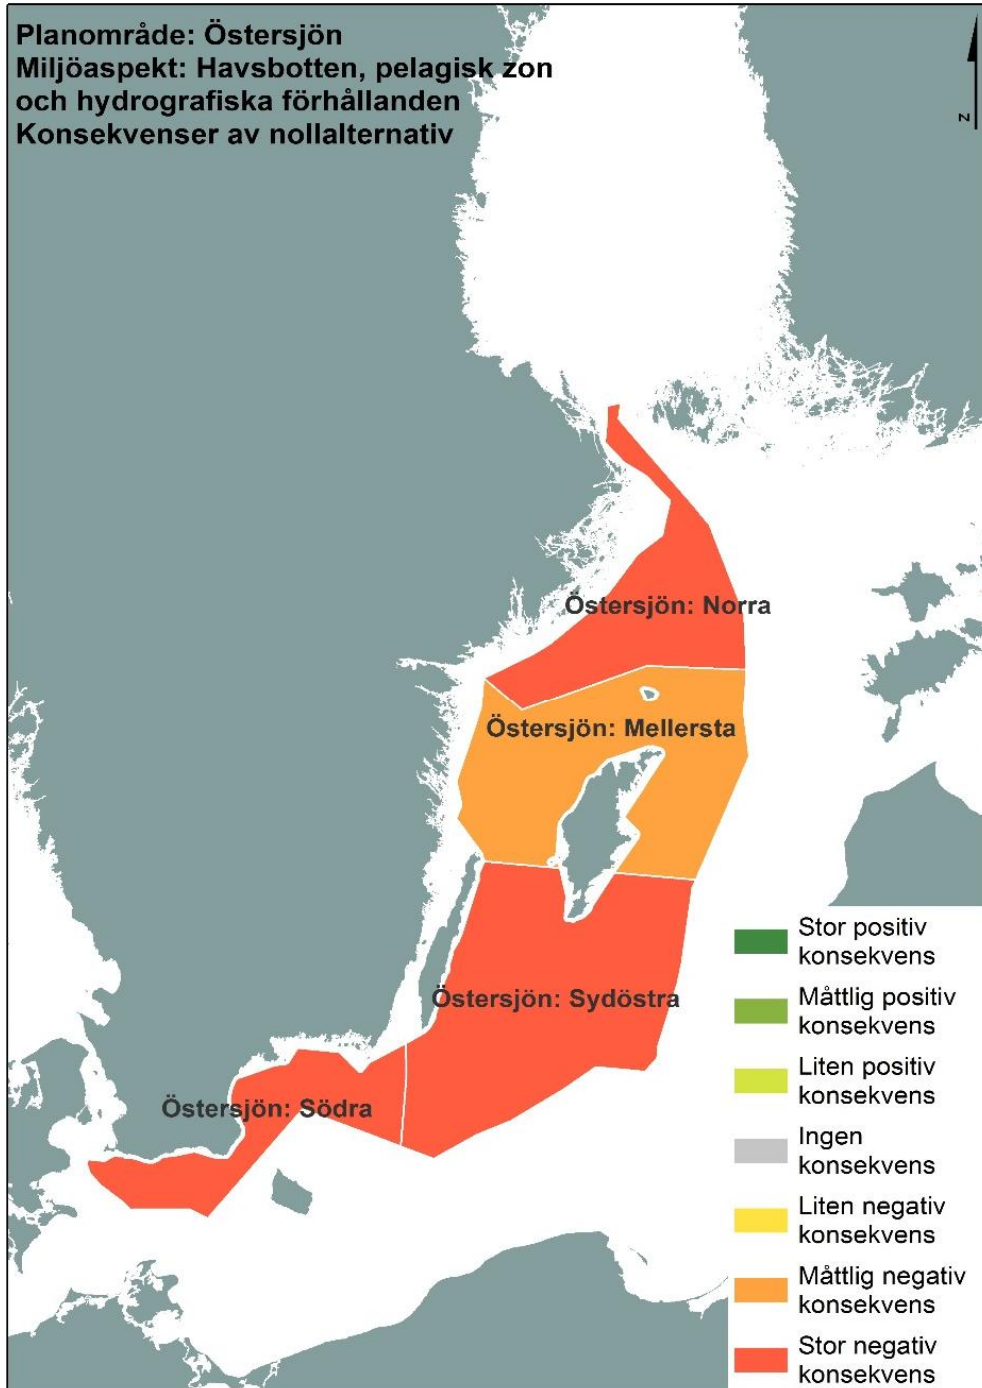 Planområde: Östersjön
Miljöaspekt: Havsbotten, pelagisk zon
och hydrografiska förhållanden
Konsekvenser av nollalternativ
N
Östersjön: Norra
Östersjön: Mellersta
Östersjön: Sydöstra
Östersjön: Södra
Stor positiv
konsekvens
Måttlig positiv
konsekvens
Liten positiv
konsekvens
Ingen
konsekvens
Liten negativ
konsekvens
Måttlig negativ
konsekvens
Stor negativ
konsekvens